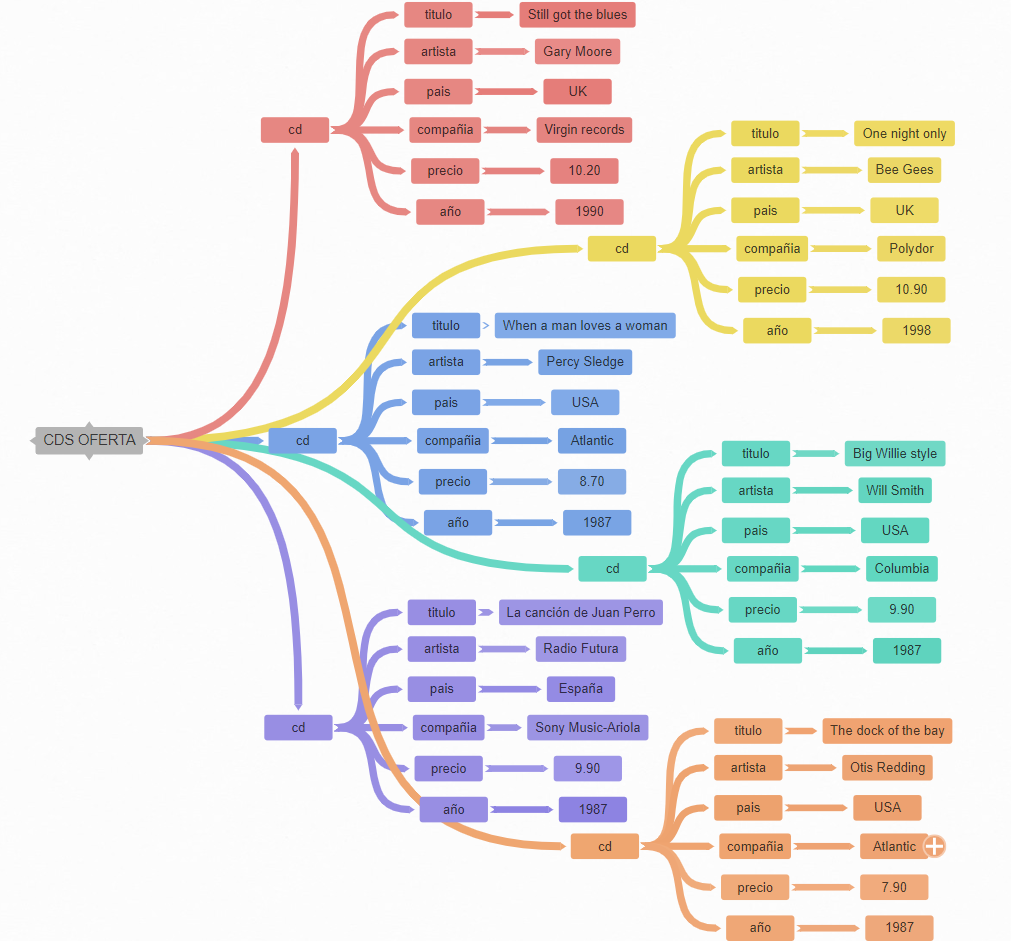 CDS OFERTA
cd
titulo Still got the blues
artista Gary Moore
pais UK
compañia Virgin records
precio 10.20
año 1990
cd
titulo One night only
artista Bee Gees
pais UK
compañia Polydor
precio 10.90
año 1998
cd
titulo When a man loves a woman
artista Percy Sledge
pais USA
compañia Atlantic
precio 8.70
año 1987
cd
titulo Big Willie style
artista Will Smith
pais USA
compañia Columbia
precio 9.90
año 1987
cd
titulo La canción de Juan Perro
artista Radio Futura
pais España
compañia Sony Music-Ariola
precio 9.90
año 1987
cd
titulo The dock of the bay
artista Otis Redding
pais USA
compañia Atlantic
precio 7.90
año 1987